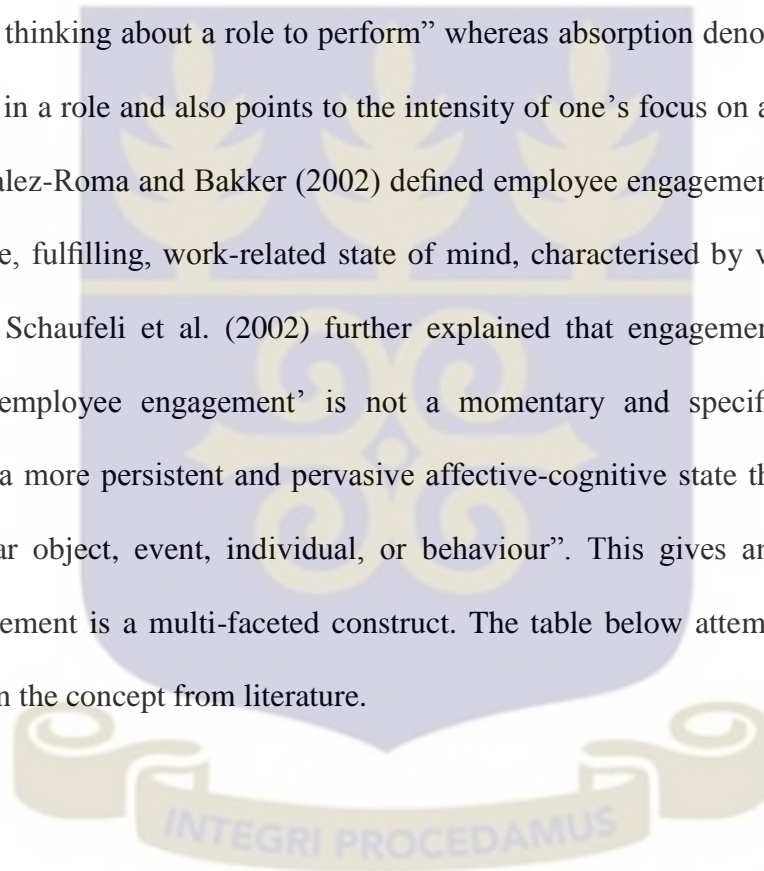 thinking about a role to perform” whereas absorption deno
in a role and also points to the intensity of one’s focus on a
alez-Roma and Bakker (2002) defined employee engagemen
e, fulfilling, work-related state of mind, characterised by v
Schaufeli et al. (2002) further explained that engagemen
employee engagement’ is not a momentary and specif
a more persistent and pervasive affective-cognitive state th
ar object, event, individual, or behaviour”. This gives an
ement is a multi-faceted construct. The table below attem
n the concept from literature.
INTEGRI PROCEDAMUS